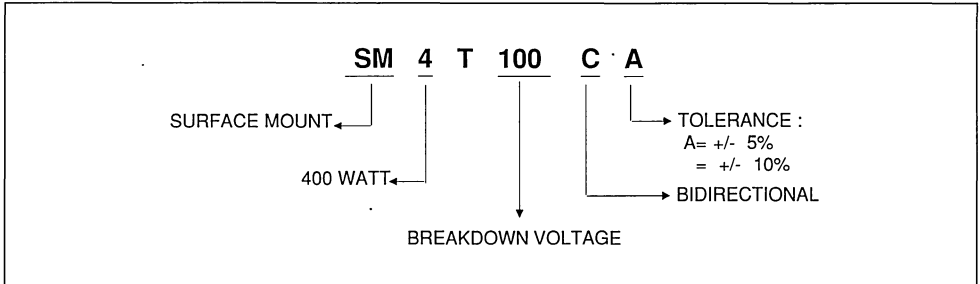 SM 4 T 100 C A
SURFACE MOUNT
TOLERANCE :
A= +/- 5%
= +/- 10%
400 WATT
BIDIRECTIONAL
BREAKDOWN VOLTAGE